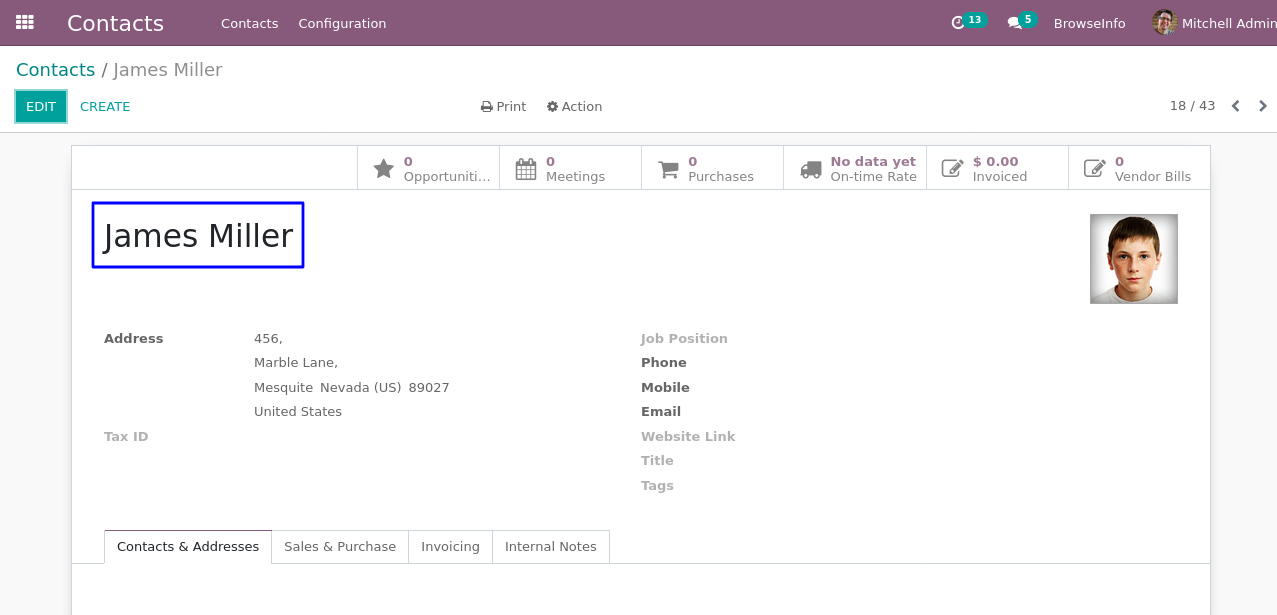 Contacts Contacts Configuration 13 5 BrowseInfo Mitchell Admin
Contacts / James Miller
EDIT CREATE Print Action 18 / 43
0 Opportuniti...
0 Meetings
0 Purchases
No data yet On-time Rate
$ 0.00 Invoiced
0 Vendor Bills
James Miller
Address 456,
Marble Lane,
Mesquite Nevada (US) 89027
United States
Tax ID
Job Position
Phone
Mobile
Email
Website Link
Title
Tags
Contacts & Addresses Sales & Purchase Invoicing Internal Notes